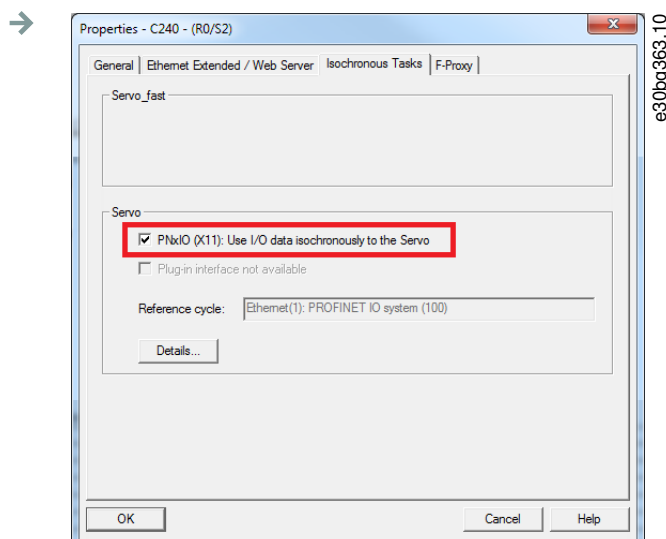 Properties - C240 - (R0/S2)
General
Ethernet Extended / Web Server
Isochronous Tasks
F-Proxy
Servo_fast
Servo
PNxIO (X11): Use I/O data isochronously to the Servo
Plug-in interface not available
Reference cycle: Ethernet(1): PROFINET IO system (100)
Details...
OK
Cancel
Help
e30bg363.10